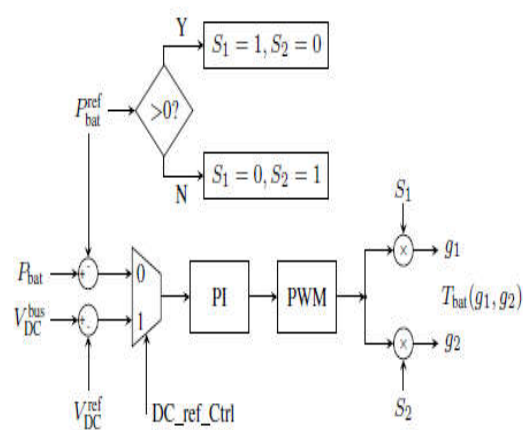 Y
S₁ = 1, S₂ = 0
P_bat^ref
>0?
S₁ = 0, S₂ = 1
N
S₁
P_bat
+
-
0
PI
PWM
×
g₁
T_bat(g₁, g₂)
V_DC^bus
+
-
1
×
g₂
V_DC^ref
DC_ref_Ctrl
S₂